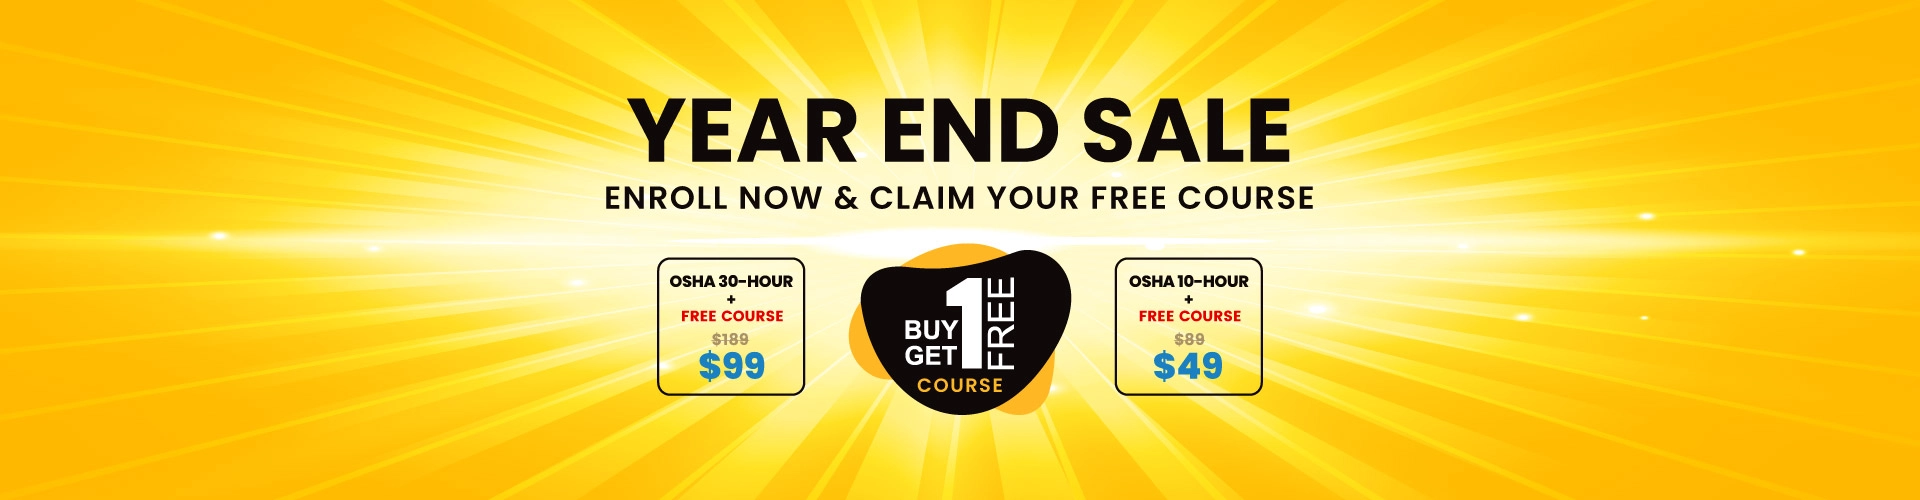 YEAR END SALE
ENROLL NOW & CLAIM YOUR FREE COURSE
OSHA 30-HOUR
+
FREE COURSE
$189
$99
BUY
GET
1
FREE
COURSE
OSHA 10-HOUR
+
FREE COURSE
$89
$49